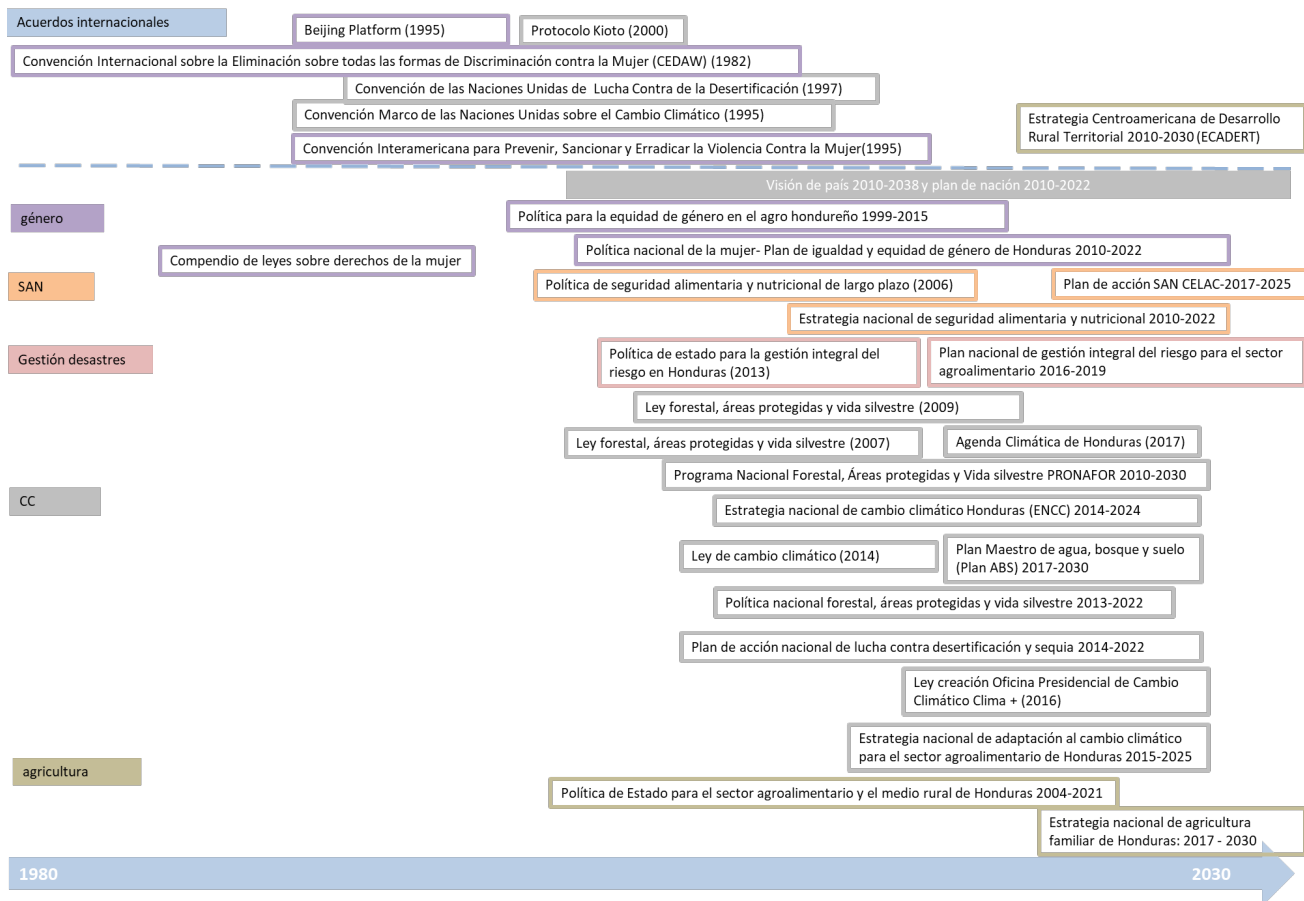 Acuerdos internacionales
Beijing Platform (1995)
Protocolo Kioto (2000)
Convención Internacional sobre la Eliminación sobre todas las formas de Discriminación contra la Mujer (CEDAW) (1982)
Convención de las Naciones Unidas de Lucha Contra de la Desertificación (1997)
Convención Marco de las Naciones Unidas sobre el Cambio Climático (1995)
Estrategia Centroamericana de Desarrollo
Rural Territorial 2010-2030 (ECADERT)
Convención Interamericana para Prevenir, Sancionar y Erradicar la Violencia Contra la Mujer(1995)
Visión de país 2010-2038 y plan de nación 2010-2022
género
Política para la equidad de género en el agro hondureño 1999-2015
Política nacional de la mujer- Plan de igualdad y equidad de género de Honduras 2010-2022
Compendio de leyes sobre derechos de la mujer
SAN
Política de seguridad alimentaria y nutricional de largo plazo (2006)
Plan de acción SAN CELAC-2017-2025
Estrategia nacional de seguridad alimentaria y nutricional 2010-2022
Gestión desastres
Política de estado para la gestión integral del
riesgo en Honduras (2013)
Plan nacional de gestión integral del riesgo para el sector
agroalimentario 2016-2019
Ley forestal, áreas protegidas y vida silvestre (2009)
Ley forestal, áreas protegidas y vida silvestre (2007)
Agenda Climática de Honduras (2017)
Programa Nacional Forestal, Áreas protegidas y Vida silvestre PRONAFOR 2010-2030
CC
Estrategia nacional de cambio climático Honduras (ENCC) 2014-2024
Ley de cambio climático (2014)
Plan Maestro de agua, bosque y suelo
(Plan ABS) 2017-2030
Política nacional forestal, áreas protegidas y vida silvestre 2013-2022
Plan de acción nacional de lucha contra desertificación y sequia 2014-2022
Ley creación Oficina Presidencial de Cambio
Climático Clima + (2016)
Estrategia nacional de adaptación al cambio climático
para el sector agroalimentario de Honduras 2015-2025
agricultura
Política de Estado para el sector agroalimentario y el medio rural de Honduras 2004-2021
Estrategia nacional de agricultura
familiar de Honduras: 2017 - 2030
1980
2030